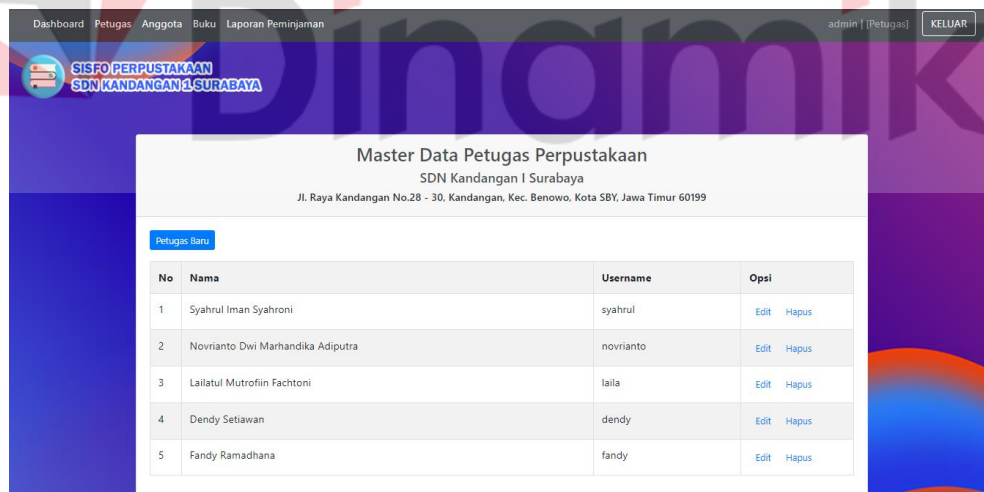 Dashboard Petugas Anggota Buku Laporan Peminjaman admin | [Petugas] KELUAR
SISFO PERPUSTAKAAN
SDN KANDANGAN 1 SURABAYA
Dinamik
Master Data Petugas Perpustakaan
SDN Kandangan I Surabaya
Jl. Raya Kandangan No.28 - 30, Kandangan, Kec. Benowo, Kota SBY, Jawa Timur 60199
Petugas Baru
No Nama Username Opsi
1 Syahrul Iman Syahroni syahrul Edit Hapus
2 Novrianto Dwi Marhandika Adiputra novrianto Edit Hapus
3 Lailatul Mutrofiin Fachtoni laila Edit Hapus
4 Dendy Setiawan dendy Edit Hapus
5 Fandy Ramadhana fandy Edit Hapus